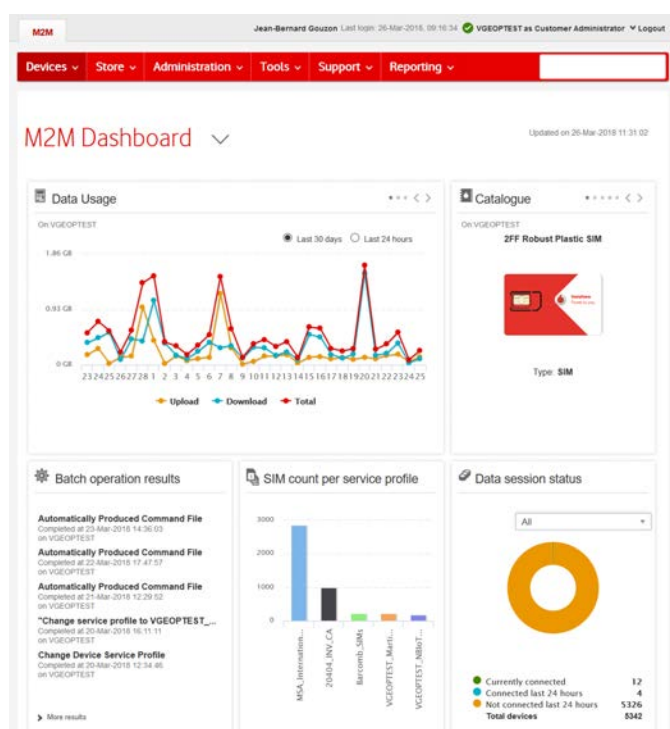 M2M
Jean-Bernard Gouzon Last login: 26-Mar-2018, 09:16:34 VGEOPTEST as Customer Administrator Logout
Devices Store Administration Tools Support Reporting
M2M Dashboard
Updated on 26-Mar-2018 11:31:02
Data Usage
On VGEOPTEST
Last 30 days Last 24 hours
1.86 GB
0.93 GB
0 GB
23 24 25 26 27 28 1 2 3 4 5 6 7 8 9 10 11 12 13 14 15 16 17 18 19 20 21 22 23 24 25
Upload Download Total
Catalogue
On VGEOPTEST
2FF Robust Plastic SIM
Type: SIM
Batch operation results
Automatically Produced Command File
Completed at 23-Mar-2018 14:36:03
on VGEOPTEST
Automatically Produced Command File
Completed at 22-Mar-2018 17:47:57
on VGEOPTEST
Automatically Produced Command File
Completed at 21-Mar-2018 12:29:52
on VGEOPTEST
"Change service profile to VGEOPTEST_...
Completed at 20-Mar-2018 16:11:11
on VGEOPTEST
Change Device Service Profile
Completed at 20-Mar-2018 12:34:46
on VGEOPTEST
More results
SIM count per service profile
3000
2000
1000
0
MSA_Internation...
20404_INV_CA
Barcomb_SIMs
VGEOPTEST_Marti...
VGEOPTEST_NBIoT...
Data session status
All
Currently connected 12
Connected last 24 hours 4
Not connected last 24 hours 5326
Total devices 5342